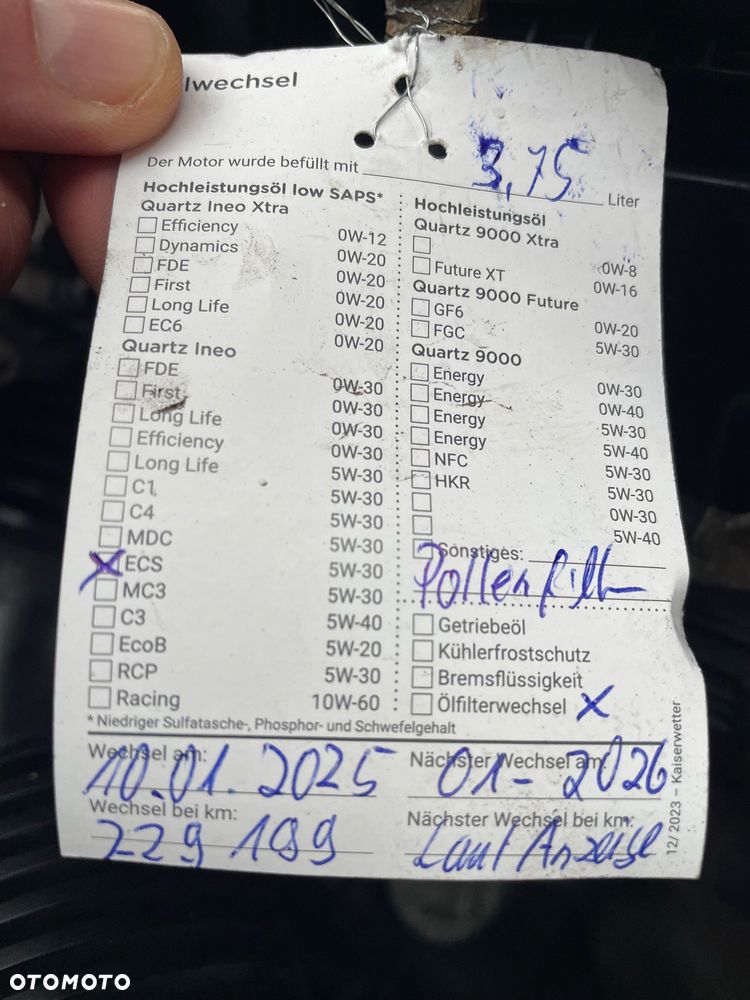 lwechsel
Der Motor wurde befüllt mit 3,75 Liter
Hochleistungsöl low SAPS*
Quartz Ineo Xtra
Efficiency 0W-12
Dynamics 0W-20
FDE 0W-20
First 0W-20
Long Life 0W-20
EC6 0W-20
Quartz Ineo
FDE 0W-30
First 0W-30
Long Life 0W-30
Efficiency 0W-30
Long Life 5W-30
C1 5W-30
C4 5W-30
MDC 5W-30
X ECS 5W-30
MC3 5W-30
C3 5W-40
EcoB 5W-20
RCP 5W-30
Racing 10W-60
Hochleistungsöl
Quartz 9000 Xtra
0W-8
Future XT 0W-16
Quartz 9000 Future
GF6 0W-20
FGC 5W-30
Quartz 9000
Energy 0W-30
Energy 0W-40
Energy 5W-30
Energy 5W-40
NFC 5W-30
HKR 5W-30
0W-30
5W-40
Sonstiges:
Pollenfilter
Getriebeöl
Kühlerfrostschutz
Bremsflüssigkeit
Ölfilterwechsel X
* Niedriger Sulfatasche-, Phosphor- und Schwefelgehalt
Wechsel am: 10.01.2025
Nächster Wechsel am: 01-2026
Wechsel bei km: 229 199
Nächster Wechsel bei km: Laut Anzeige
12/2023 – Kaiserwetter
OTOMOTO